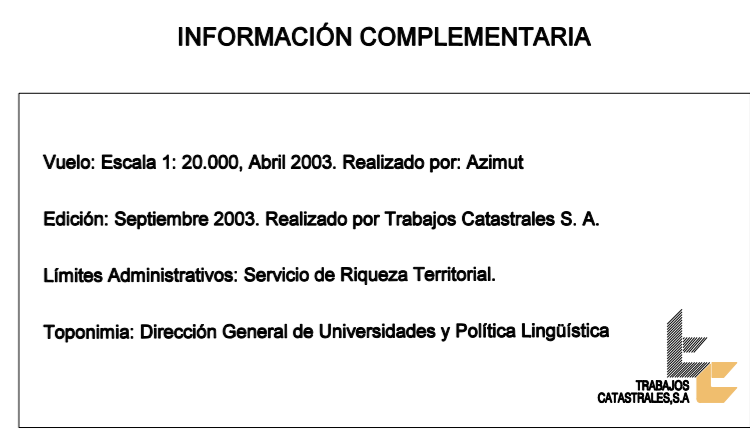 INFORMACIÓN COMPLEMENTARIA
Vuelo: Escala 1: 20.000, Abril 2003. Realizado por: Azimut
Edición: Septiembre 2003. Realizado por Trabajos Catastrales S. A.
Límites Administrativos: Servicio de Riqueza Territorial.
Toponimia: Dirección General de Universidades y Política Lingüística
TRABAJOS
CATASTRALES,S.A